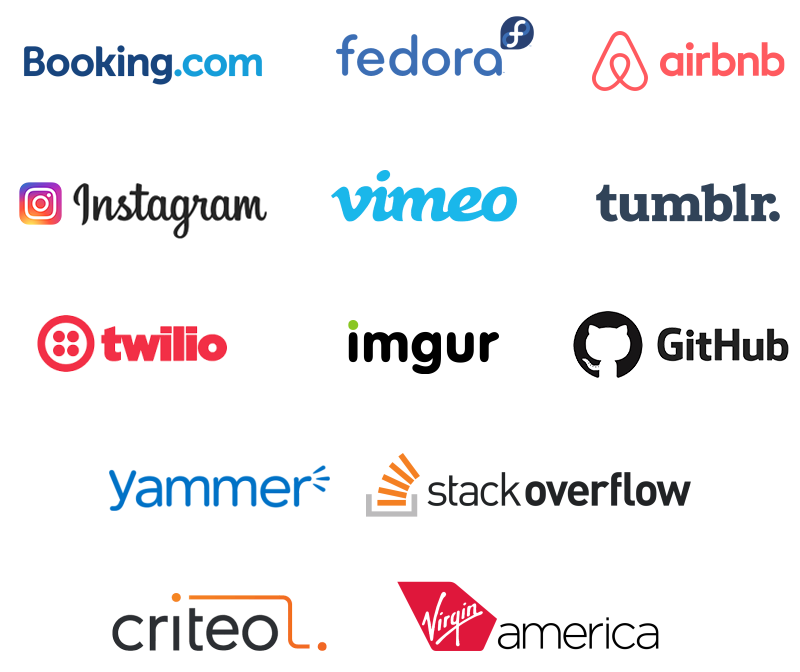 Booking.com
fedora
airbnb
Instagram
vimeo
tumblr.
twilio
imgur
GitHub
yammer
stackoverflow
criteo
Virgin america